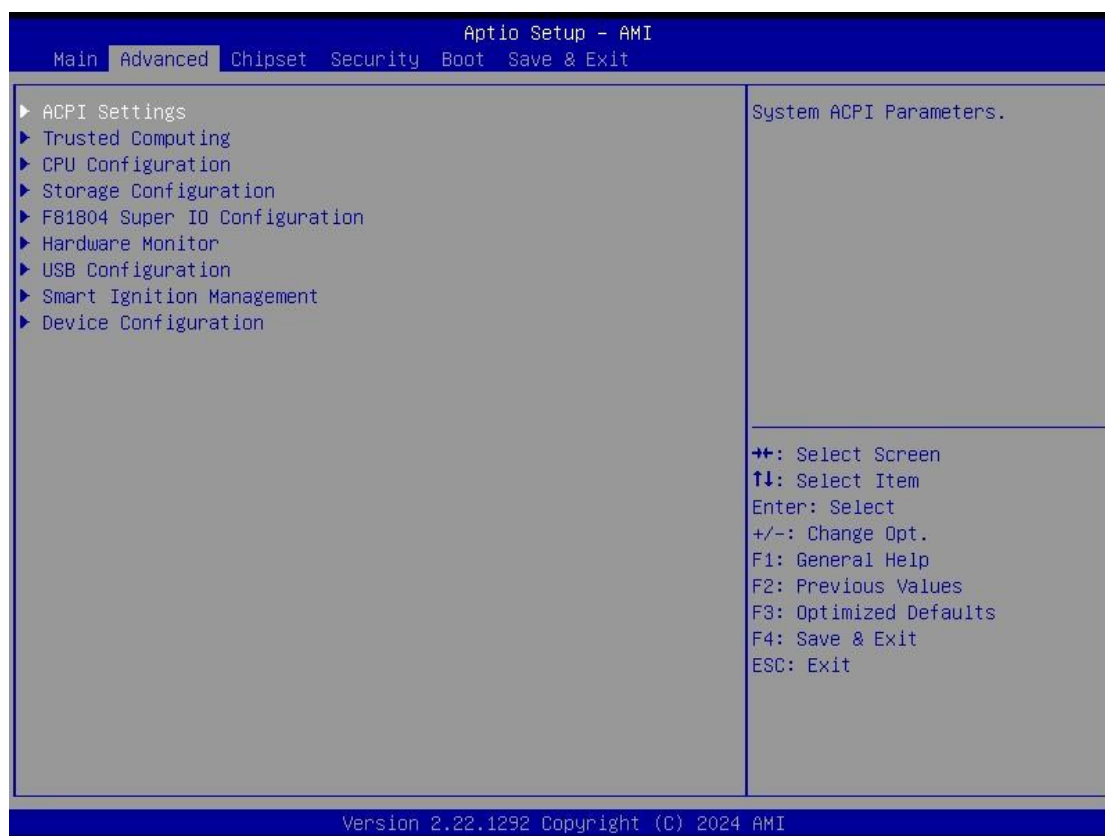 Aptio Setup - AMI
Main Advanced Chipset Security Boot Save & Exit
▶ ACPI Settings
▶ Trusted Computing
▶ CPU Configuration
▶ Storage Configuration
▶ F81804 Super IO Configuration
▶ Hardware Monitor
▶ USB Configuration
▶ Smart Ignition Management
▶ Device Configuration
System ACPI Parameters.
→←: Select Screen
↑↓: Select Item
Enter: Select
+/-: Change Opt.
F1: General Help
F2: Previous Values
F3: Optimized Defaults
F4: Save & Exit
ESC: Exit
Version 2.22.1292 Copyright (C) 2024 AMI